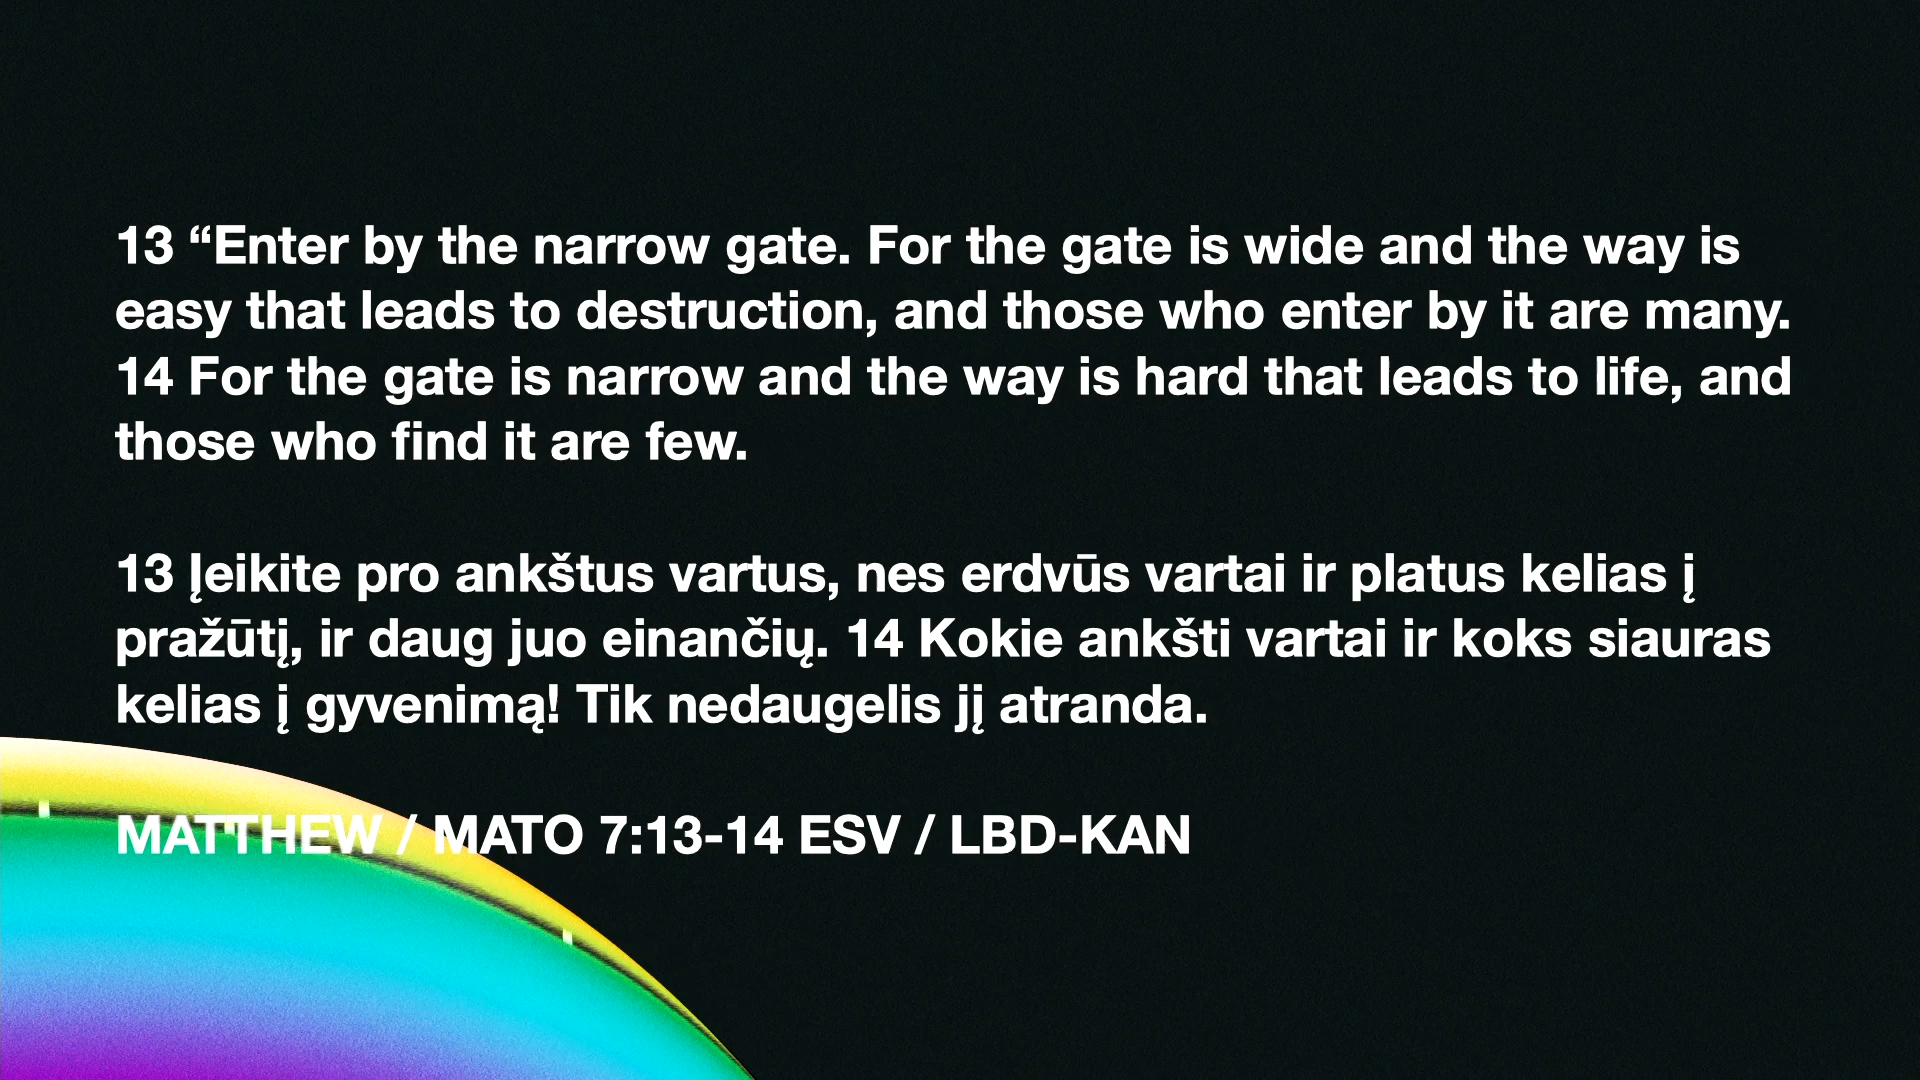 13 “Enter by the narrow gate. For the gate is wide and the way is
easy that leads to destruction, and those who enter by it are many.
14 For the gate is narrow and the way is hard that leads to life, and
those who find it are few.
13 Įeikite pro ankštus vartus, nes erdvūs vartai ir platus kelias į
pražūtį, ir daug juo einančių. 14 Kokie ankšti vartai ir koks siauras
kelias į gyvenimą! Tik nedaugelis jį atranda.
MATTHEW / MATO 7:13-14 ESV / LBD-KAN